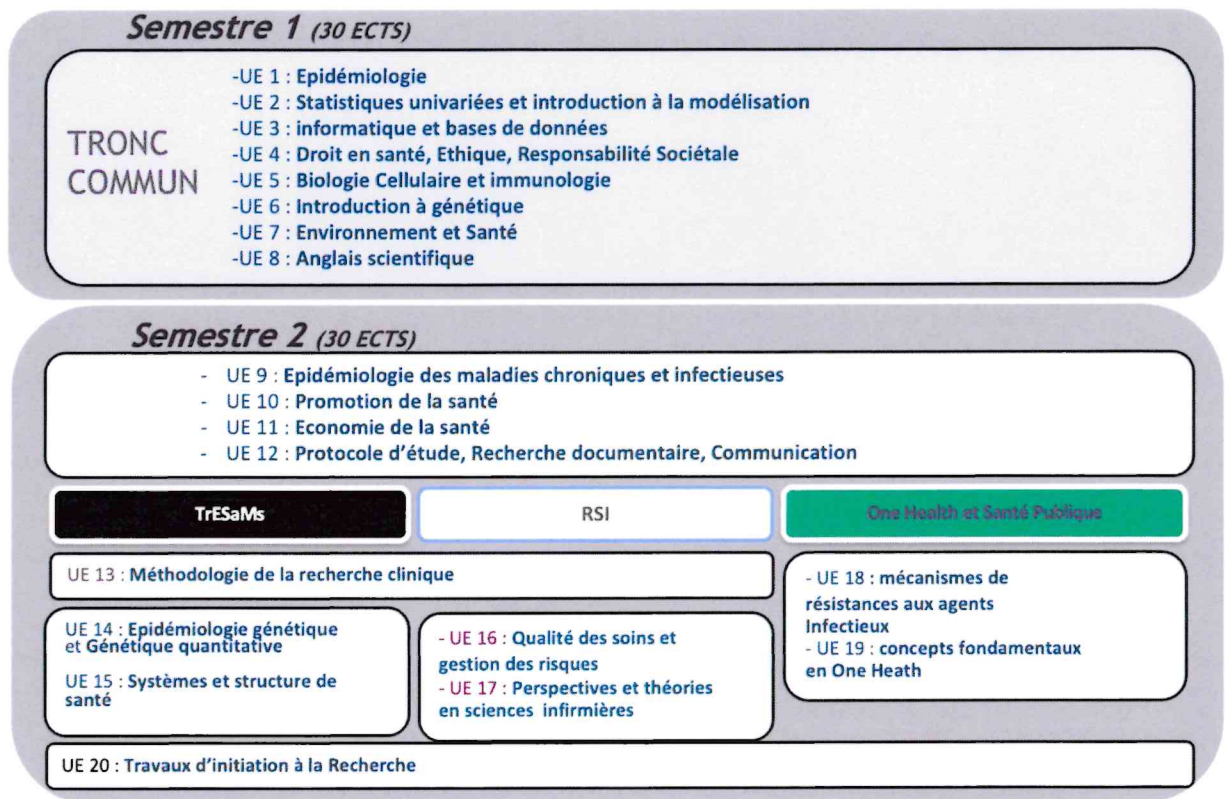 Semestre 1 (30 ECTS)
TRONC
COMMUN
-UE 1 : Epidémiologie
-UE 2 : Statistiques univariées et introduction à la modélisation
-UE 3 : informatique et bases de données
-UE 4 : Droit en santé, Ethique, Responsabilité Sociétale
-UE 5 : Biologie Cellulaire et immunologie
-UE 6 : Introduction à génétique
-UE 7 : Environnement et Santé
-UE 8 : Anglais scientifique
Semestre 2 (30 ECTS)
- UE 9 : Epidémiologie des maladies chroniques et infectieuses
- UE 10 : Promotion de la santé
- UE 11 : Economie de la santé
- UE 12 : Protocole d'étude, Recherche documentaire, Communication
TrESaMs
RSI
One Health et Santé Publique
UE 13 : Méthodologie de la recherche clinique
UE 14 : Epidémiologie génétique
et Génétique quantitative
UE 15 : Systèmes et structure de
santé
- UE 16 : Qualité des soins et
gestion des risques
- UE 17 : Perspectives et théories
en sciences infirmières
- UE 18 : mécanismes de
résistances aux agents
Infectieux
- UE 19 : concepts fondamentaux
en One Heath
UE 20 : Travaux d'initiation à la Recherche